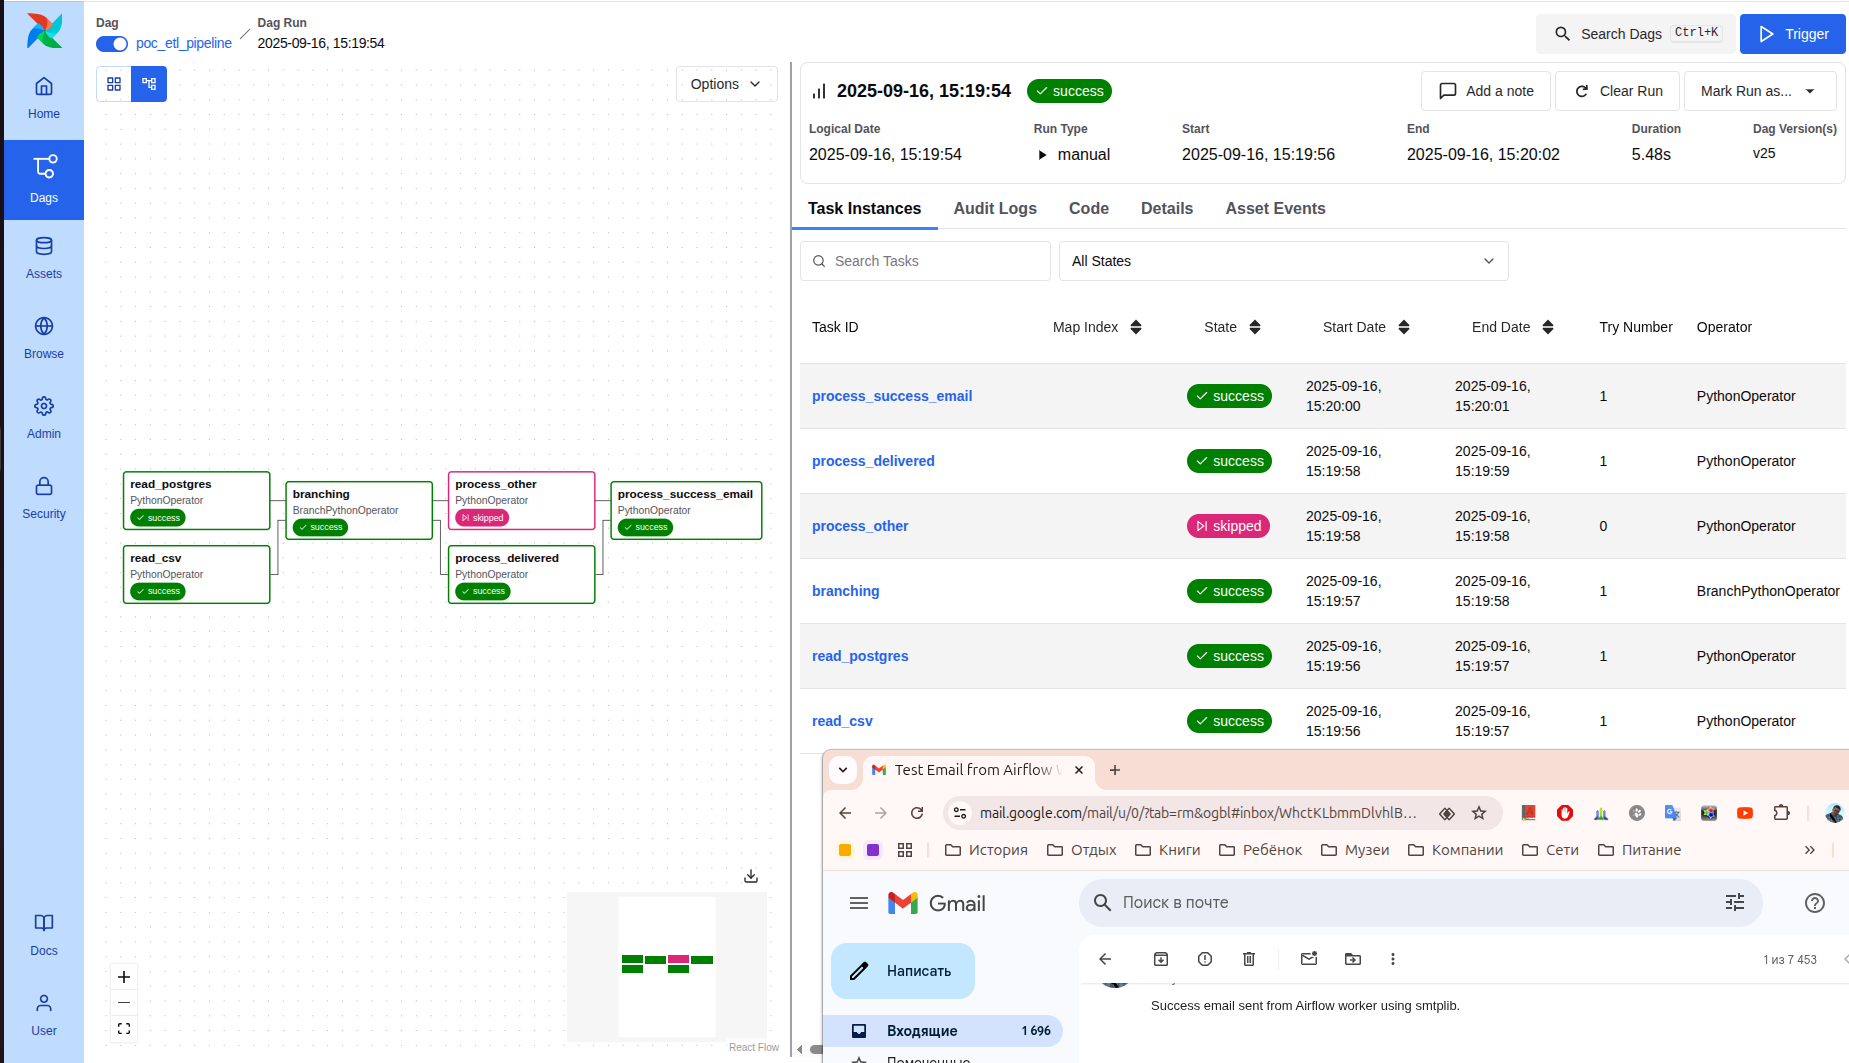 Dag
poc_etl_pipeline
Dag Run
2025-09-16, 15:19:54
Search Dags Ctrl+K
Trigger
Home
Dags
Assets
Browse
Admin
Security
Docs
User
Options
read_postgres
PythonOperator
success
read_csv
PythonOperator
success
branching
BranchPythonOperator
success
process_other
PythonOperator
skipped
process_delivered
PythonOperator
success
process_success_email
PythonOperator
success
React Flow
2025-09-16, 15:19:54 success
Add a note
Clear Run
Mark Run as...
Logical Date Run Type Start End Duration Dag Version(s)
2025-09-16, 15:19:54 manual 2025-09-16, 15:19:56 2025-09-16, 15:20:02 5.48s v25
Task Instances Audit Logs Code Details Asset Events
Search Tasks
All States
Task ID Map Index State Start Date End Date Try Number Operator
process_success_email success 2025-09-16, 15:20:00 2025-09-16, 15:20:01 1 PythonOperator
process_delivered success 2025-09-16, 15:19:58 2025-09-16, 15:19:59 1 PythonOperator
process_other skipped 2025-09-16, 15:19:58 2025-09-16, 15:19:58 0 PythonOperator
branching success 2025-09-16, 15:19:57 2025-09-16, 15:19:58 1 BranchPythonOperator
read_postgres success 2025-09-16, 15:19:56 2025-09-16, 15:19:57 1 PythonOperator
read_csv success 2025-09-16, 15:19:56 2025-09-16, 15:19:57 1 PythonOperator
Test Email from Airflow
mail.google.com/mail/u/0/?tab=rm&ogbl#inbox/WhctKLbmmDlvhlB...
История Отдых Книги Ребёнок Музеи Компании Сети Питание
Gmail
Поиск в почте
Написать
1 из 7 453
Success email sent from Airflow worker using smtplib.
Входящие 1 696
Помеченные